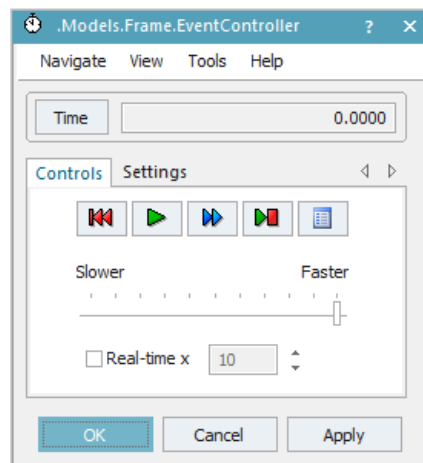 .Models.Frame.EventController ? ×
Navigate View Tools Help
Time 0.0000
Controls Settings
Slower Faster
Real-time x 10
OK Cancel Apply